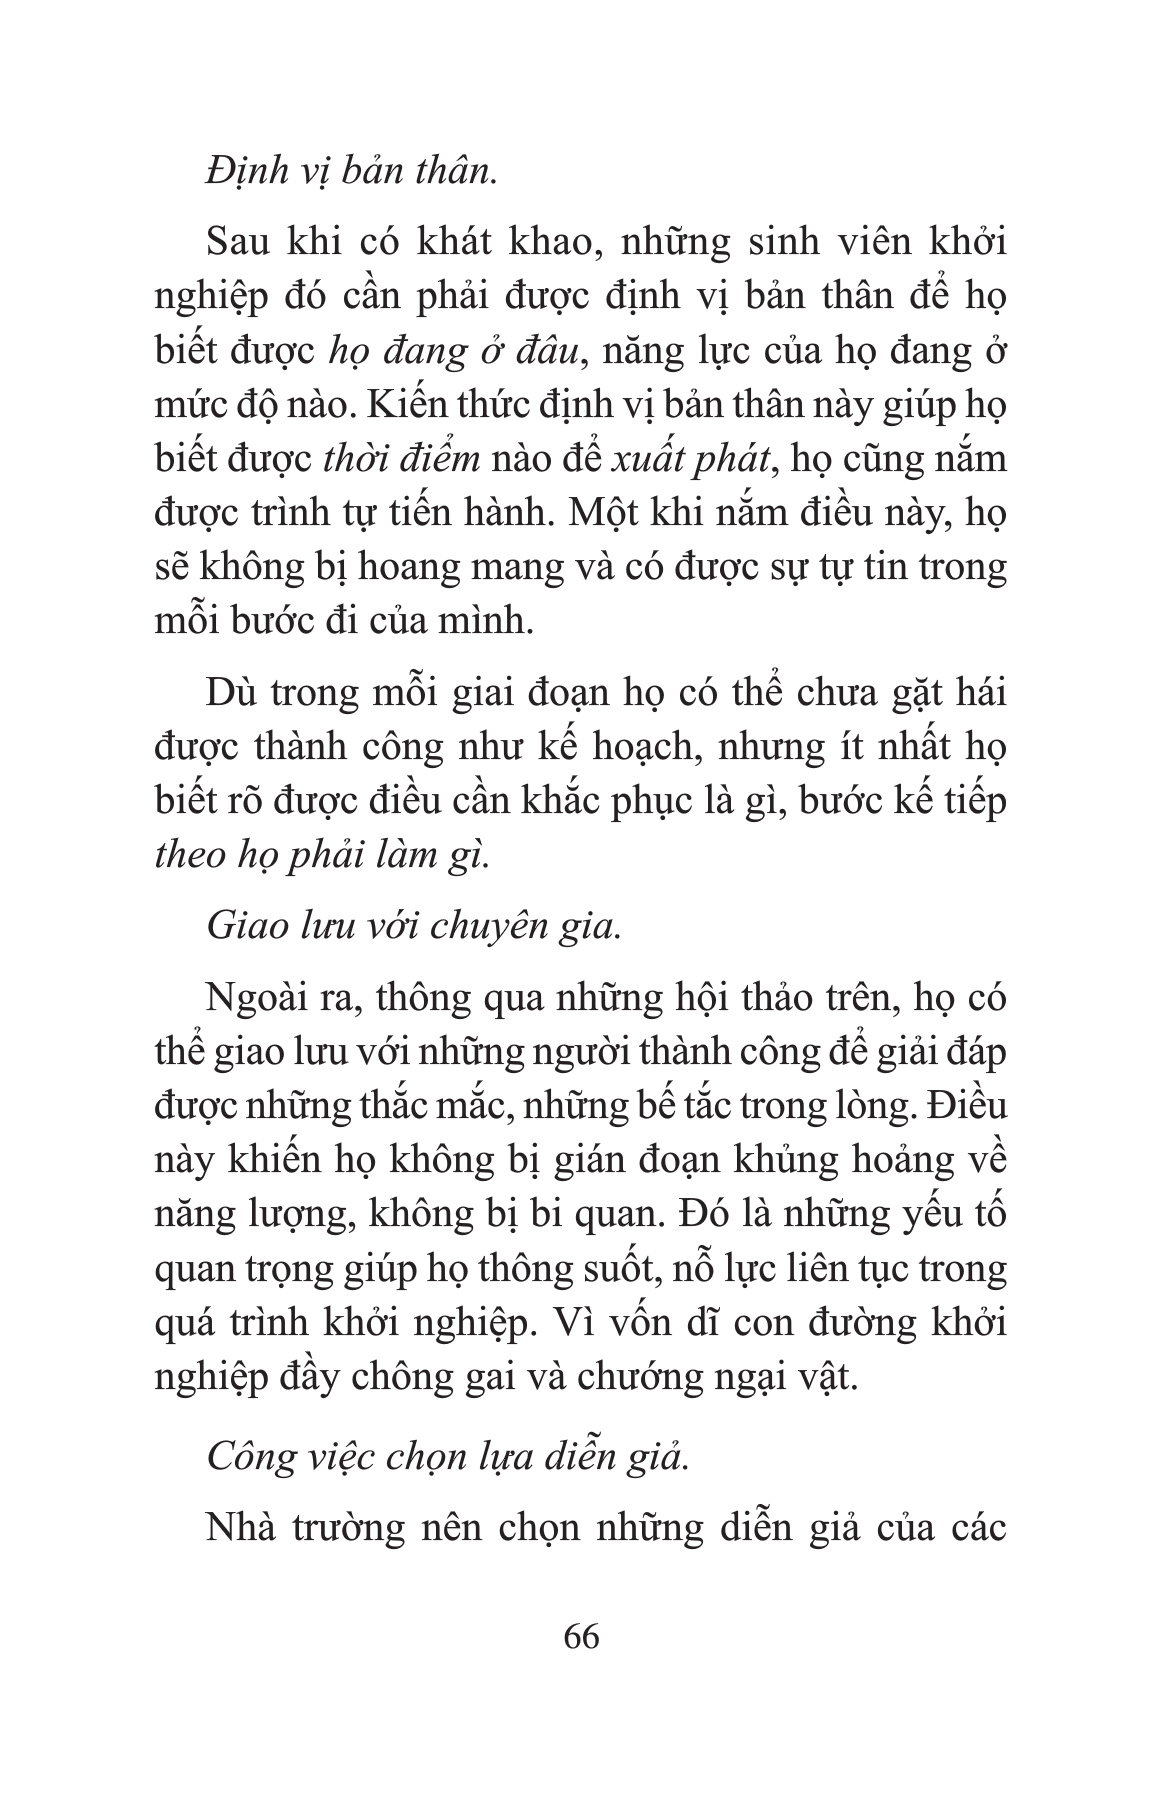 Định vị bản thân.
Sau khi có khát khao, những sinh viên khởi
nghiệp đó cần phải được định vị bản thân để họ
biết được họ đang ở đâu, năng lực của họ đang ở
mức độ nào. Kiến thức định vị bản thân này giúp họ
biết được thời điểm nào để xuất phát, họ cũng nắm
được trình tự tiến hành. Một khi nắm điều này, họ
sẽ không bị hoang mang và có được sự tự tin trong
mỗi bước đi của mình.
Dù trong mỗi giai đoạn họ có thể chưa gặt hái
được thành công như kế hoạch, nhưng ít nhất họ
biết rõ được điều cần khắc phục là gì, bước kế tiếp
theo họ phải làm gì.
Giao lưu với chuyên gia.
Ngoài ra, thông qua những hội thảo trên, họ có
thể giao lưu với những người thành công để giải đáp
được những thắc mắc, những bế tắc trong lòng. Điều
này khiến họ không bị gián đoạn khủng hoảng về
năng lượng, không bị bi quan. Đó là những yếu tố
quan trọng giúp họ thông suốt, nỗ lực liên tục trong
quá trình khởi nghiệp. Vì vốn dĩ con đường khởi
nghiệp đầy chông gai và chướng ngại vật.
Công việc chọn lựa diễn giả.
Nhà trường nên chọn những diễn giả của các
66